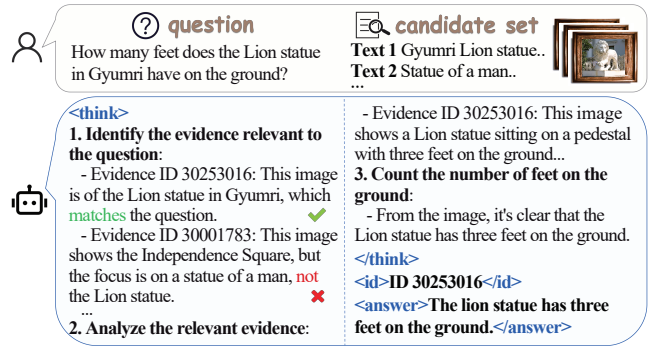 question
How many feet does the Lion statue
in Gyumri have on the ground?
candidate set
Text 1 Gyumri Lion statue..
Text 2 Statue of a man..
...
<think>
1. Identify the evidence relevant to
the question:
- Evidence ID 30253016: This image
is of the Lion statue in Gyumri, which
matches the question.
- Evidence ID 30001783: This image
shows the Independence Square, but
the focus is on a statue of a man, not
the Lion statue.
...
2. Analyze the relevant evidence:
- Evidence ID 30253016: This image
shows a Lion statue sitting on a pedestal
with three feet on the ground...
3. Count the number of feet on the
ground:
- From the image, it's clear that the
Lion statue has three feet on the ground.
</think>
<id>ID 30253016</id>
<answer>The lion statue has three
feet on the ground.</answer>